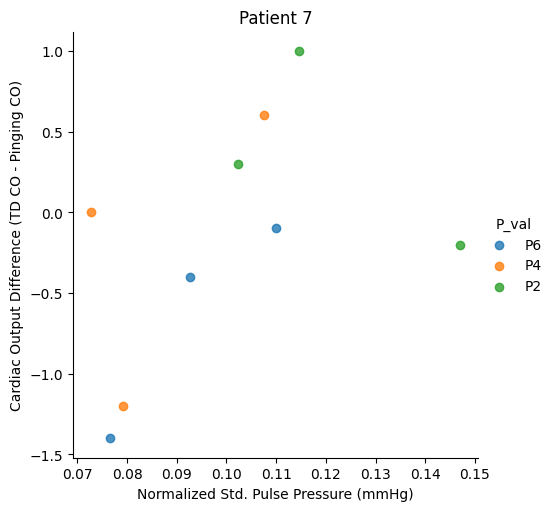 Patient 7
Cardiac Output Difference (TD CO - Pinging CO)
1.0
0.5
0.0
−0.5
−1.0
−1.5
0.07 0.08 0.09 0.10 0.11 0.12 0.13 0.14 0.15
Normalized Std. Pulse Pressure (mmHg)
P_val
P6
P4
P2